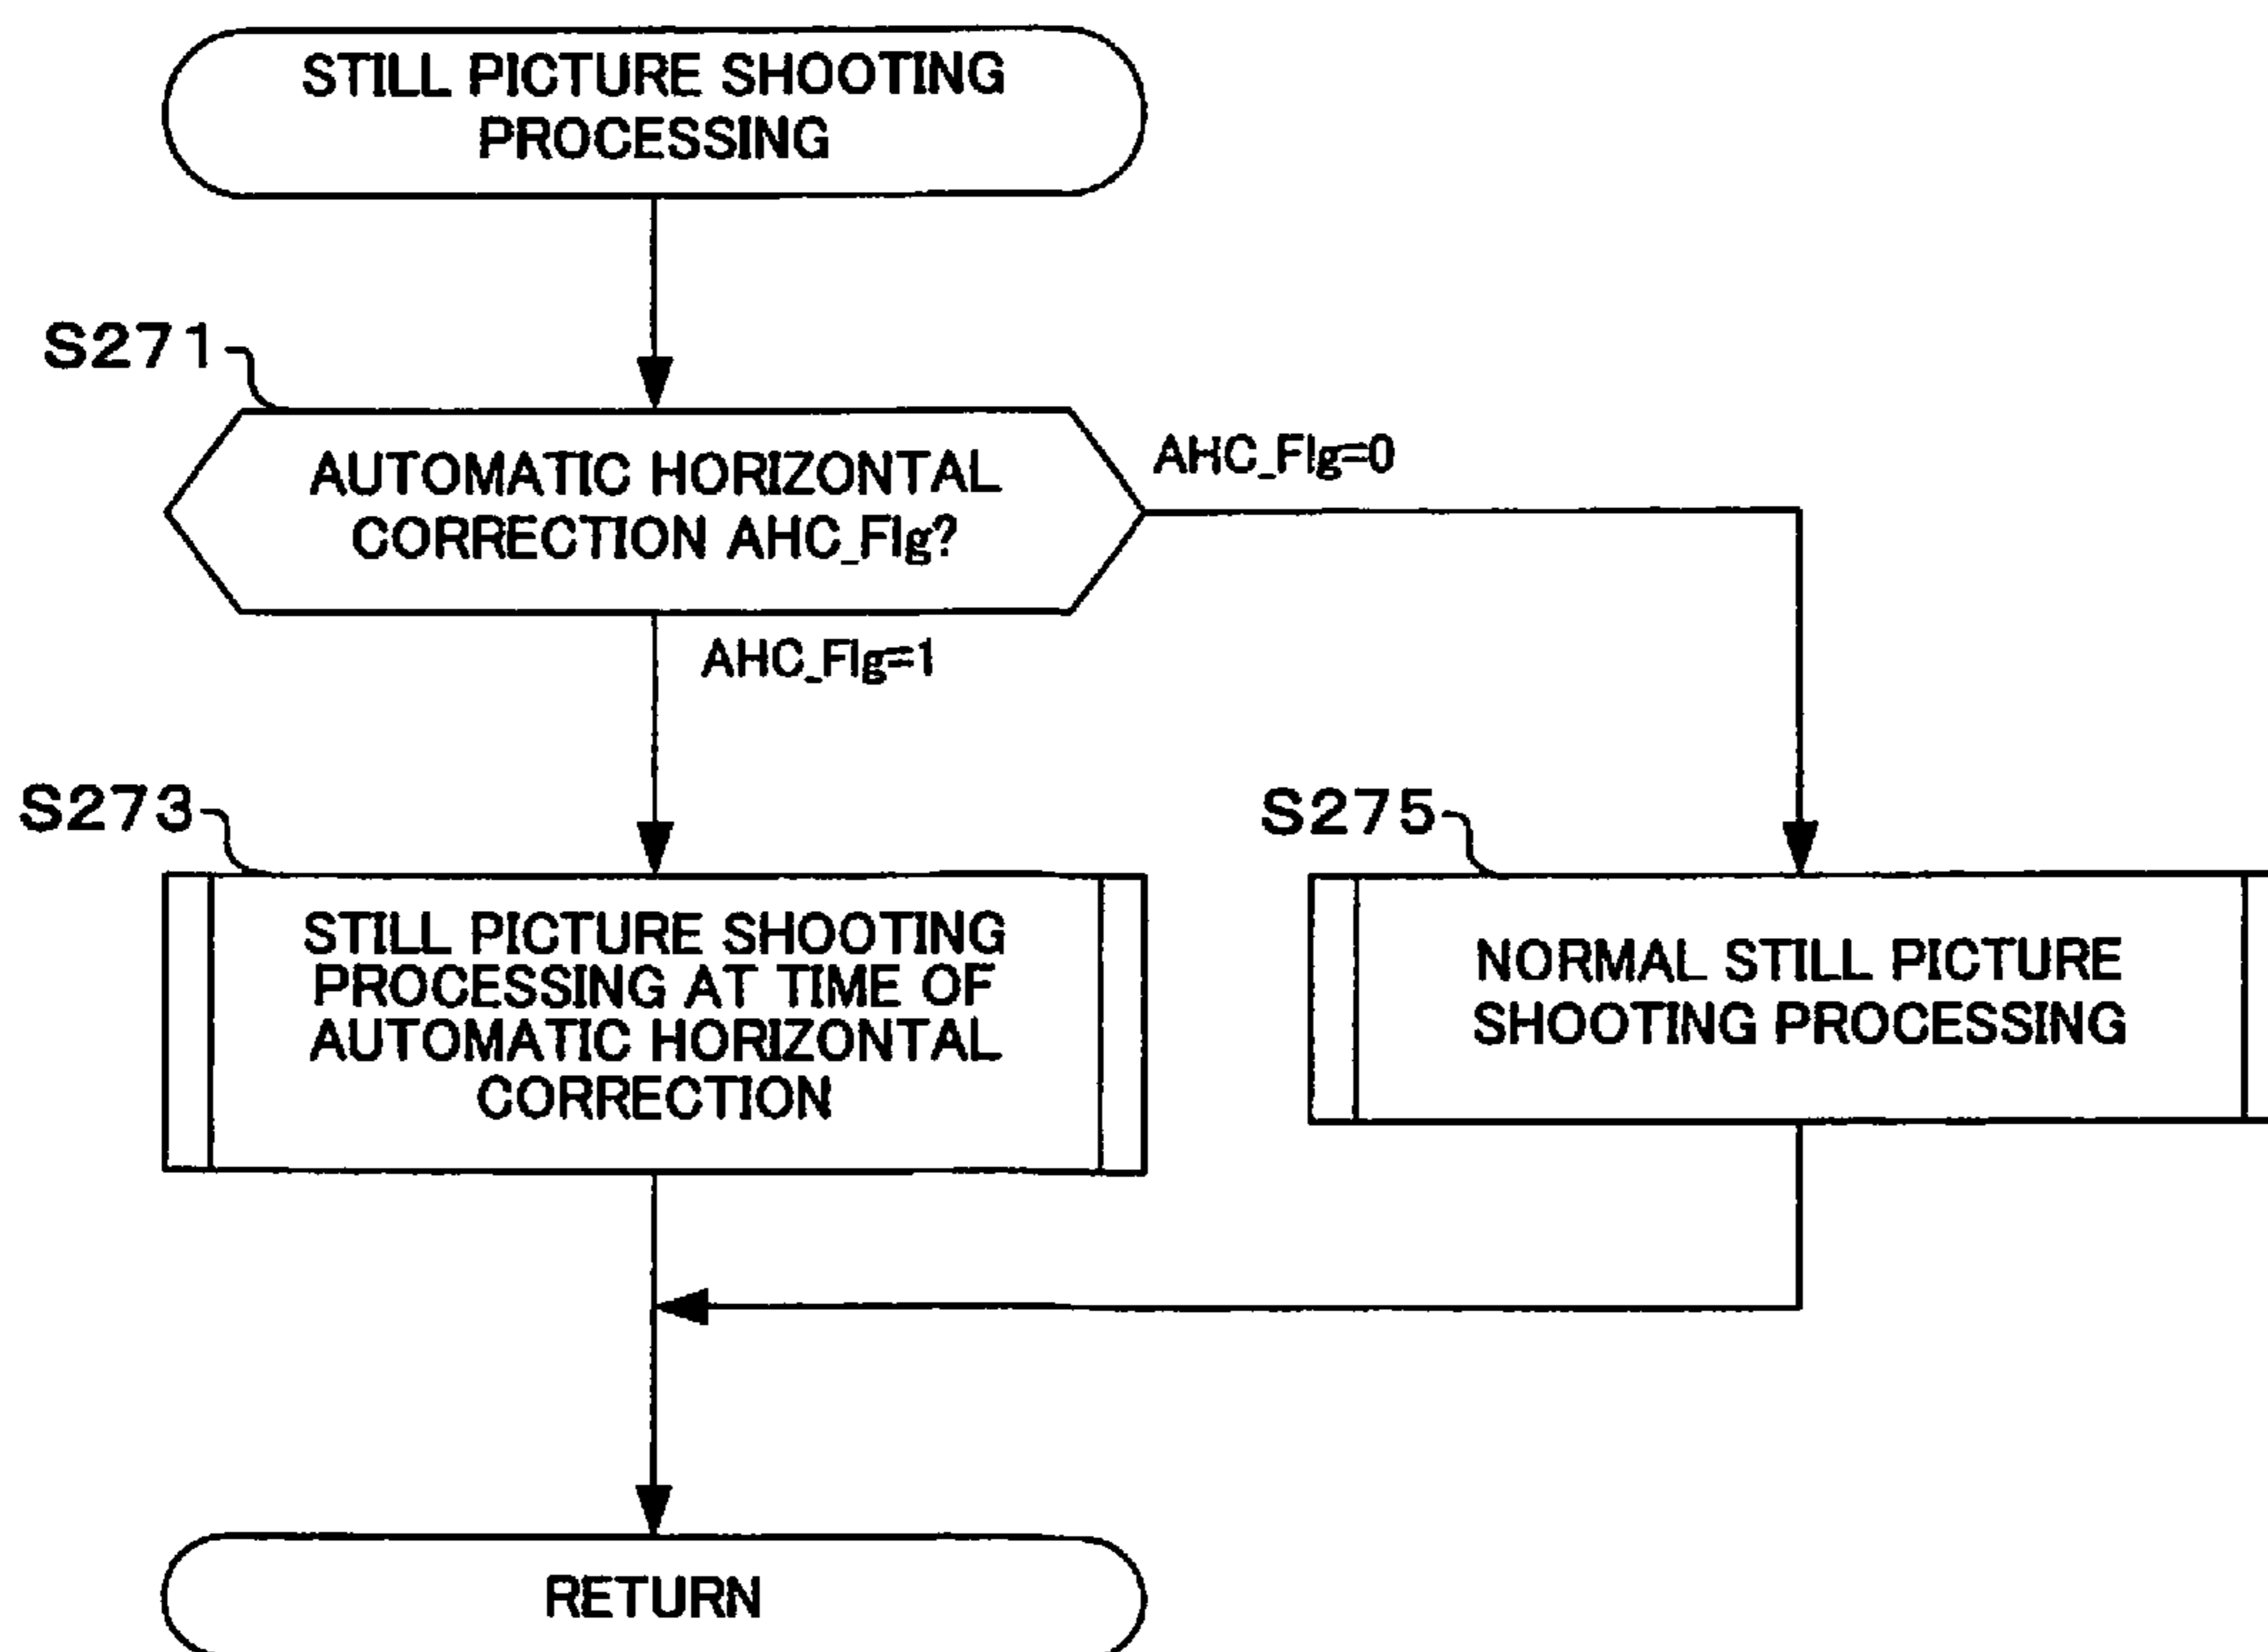 STILL PICTURE SHOOTING
PROCESSING
S271
AUTOMATIC HORIZONTAL
CORRECTION AHC_Flg?
AHC_Flg=0
AHC_Flg=1
S273
STILL PICTURE SHOOTING
PROCESSING AT TIME OF
AUTOMATIC HORIZONTAL
CORRECTION
S275
NORMAL STILL PICTURE
SHOOTING PROCESSING
RETURN